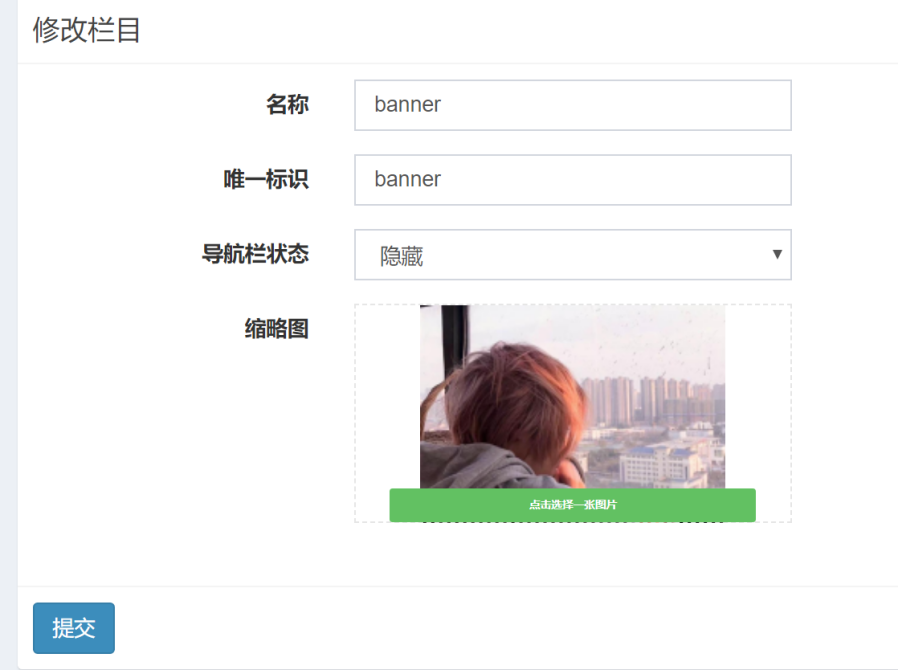 修改栏目
名称
banner
唯一标识
banner
导航栏状态
隐藏
缩略图
点击选择一张图片
提交